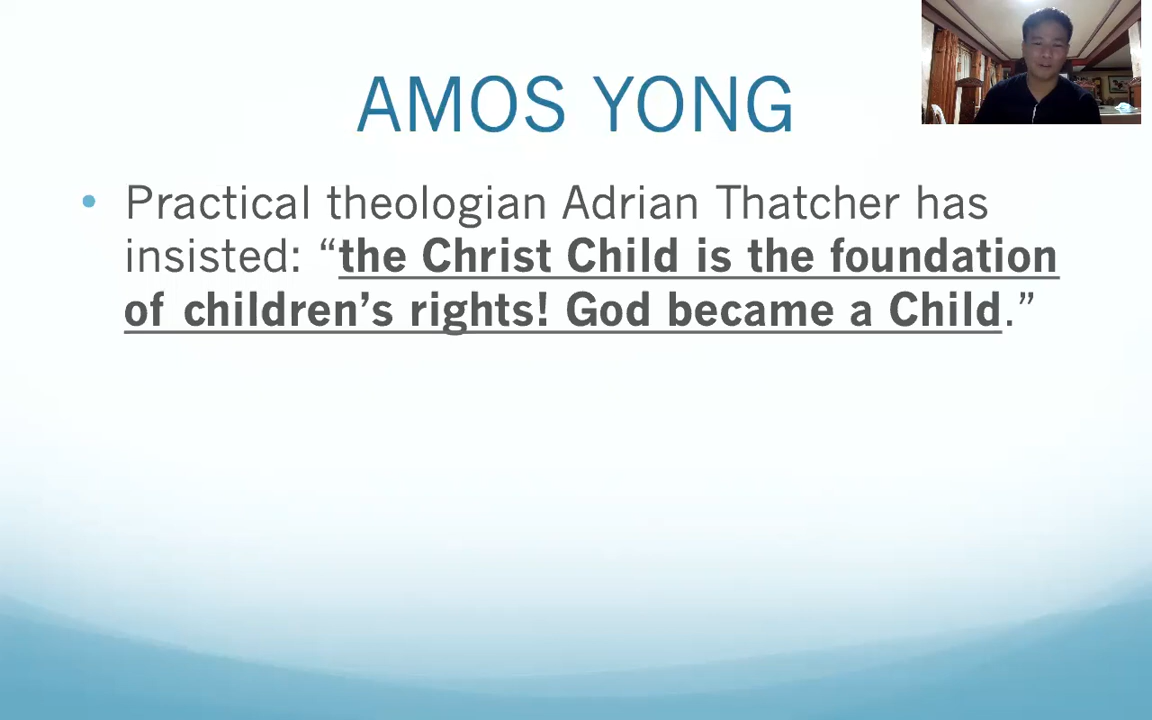 AMOS YONG
• Practical theologian Adrian Thatcher has
insisted: “the Christ Child is the foundation
of children’s rights! God became a Child.”